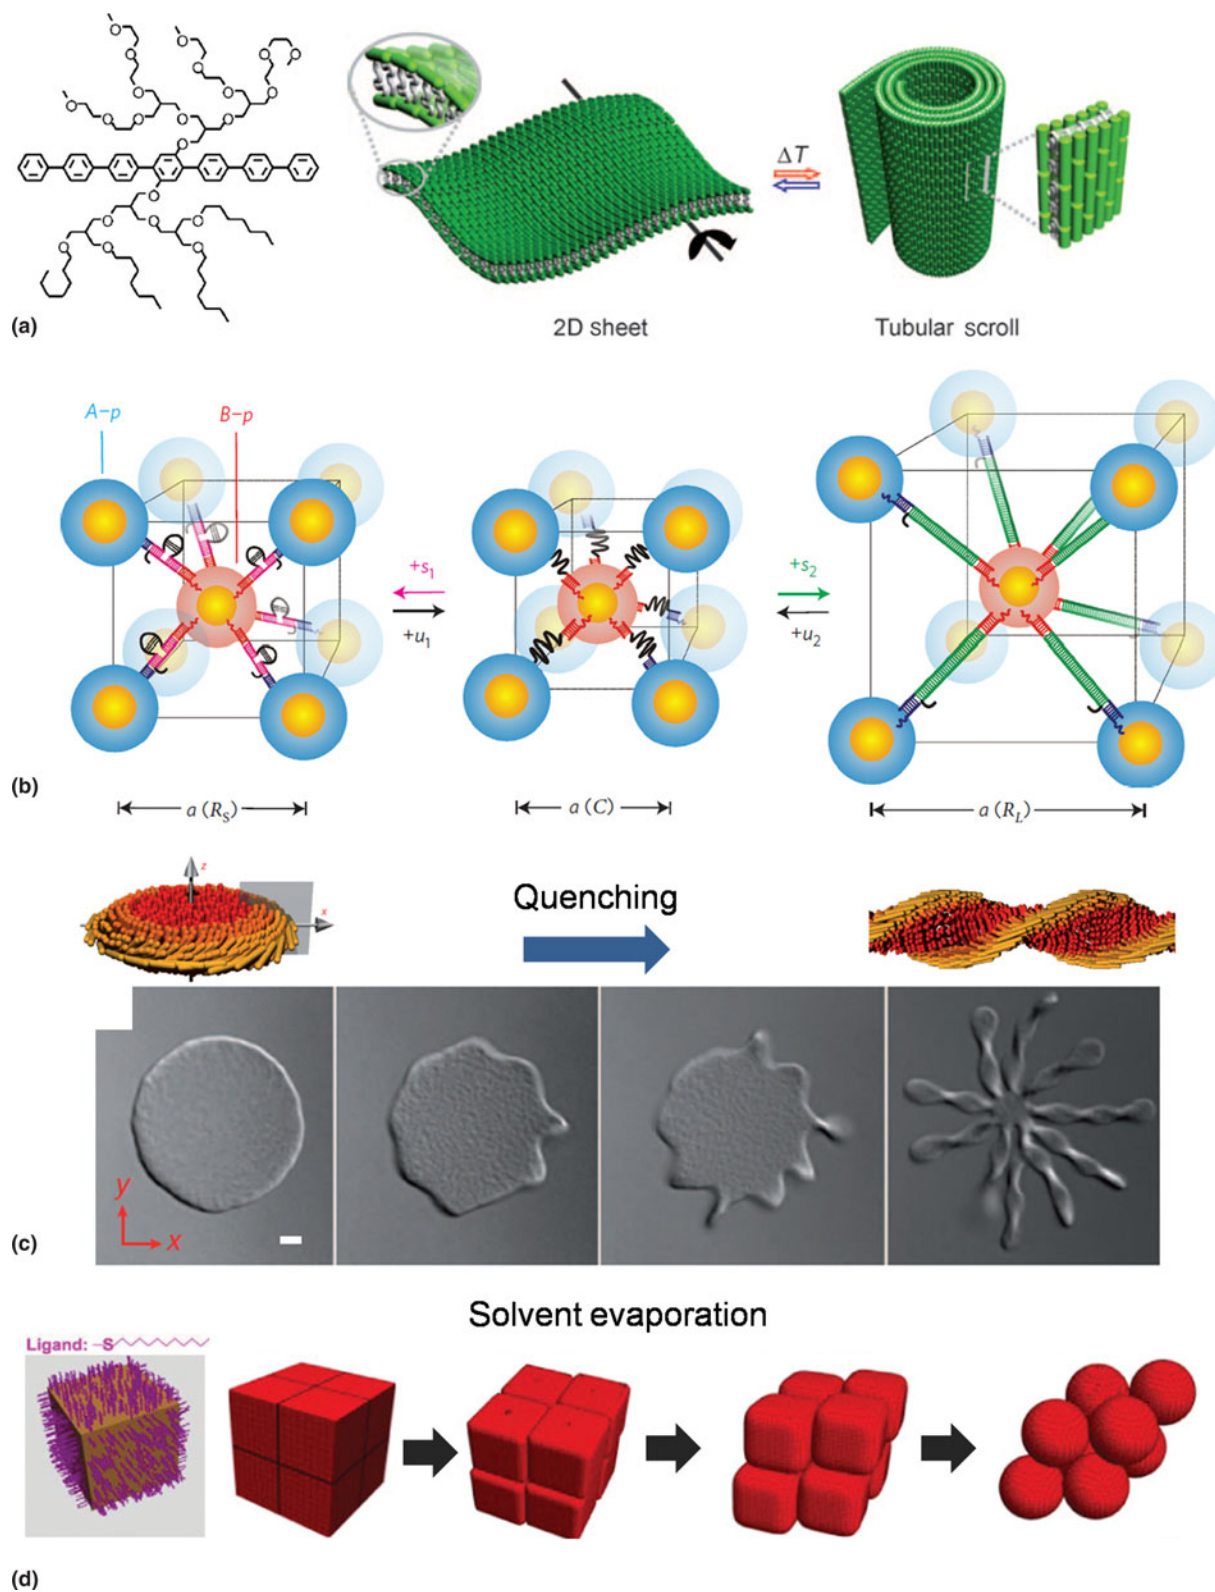 ΔT
2D sheet
Tubular scroll
(a)
A–p
B–p
+s1
+u1
+s2
+u2
(b)
a (RS)
a (C)
a (RL)
z
x
Quenching
y
x
(c)
Solvent evaporation
Ligand: –S
(d)